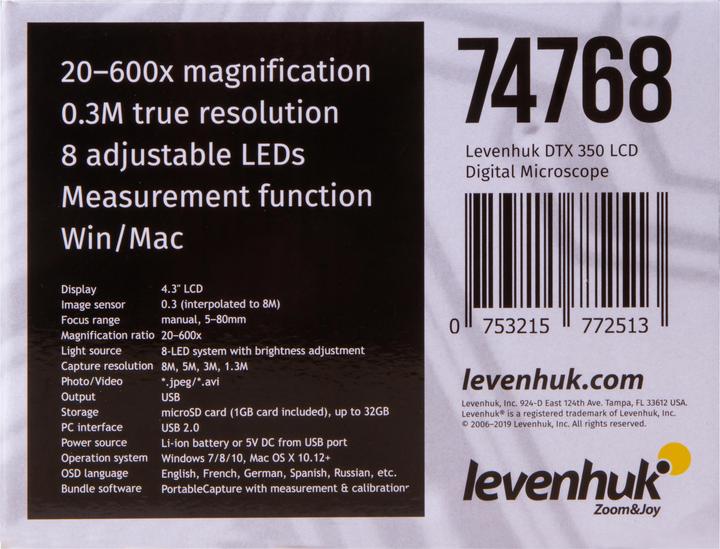 20–600x magnification
0.3M true resolution
8 adjustable LEDs
Measurement function
Win/Mac
Display 4.3" LCD
Image sensor 0.3 (interpolated to 8M)
Focus range manual, 5–80mm
Magnification ratio 20–600x
Light source 8-LED system with brightness adjustment
Capture resolution 8M, 5M, 3M, 1.3M
Photo/Video *.jpeg/*.avi
Output USB
Storage microSD card (1GB card included), up to 32GB
PC interface USB 2.0
Power source Li-ion battery or 5V DC from USB port
Operation system Windows 7/8/10, Mac OS X 10.12+
OSD language English, French, German, Spanish, Russian, etc.
Bundle software PortableCapture with measurement & calibration
74768
Levenhuk DTX 350 LCD
Digital Microscope
0 753215 772513
levenhuk.com
Levenhuk, Inc. 924-D East 124th Ave. Tampa, FL 33612 USA.
Levenhuk® is a registered trademark of Levenhuk, Inc.
© 2006–2019 Levenhuk, Inc. All rights reserved.
levenhuk
Zoom&Joy